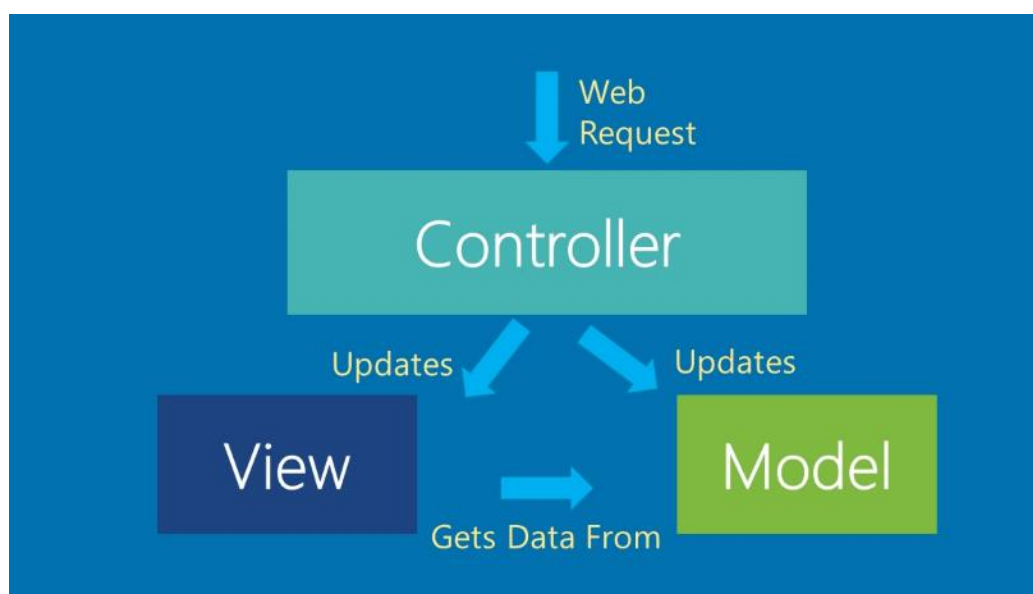 Web
Request
Controller
Updates
Updates
View
Model
Gets Data From